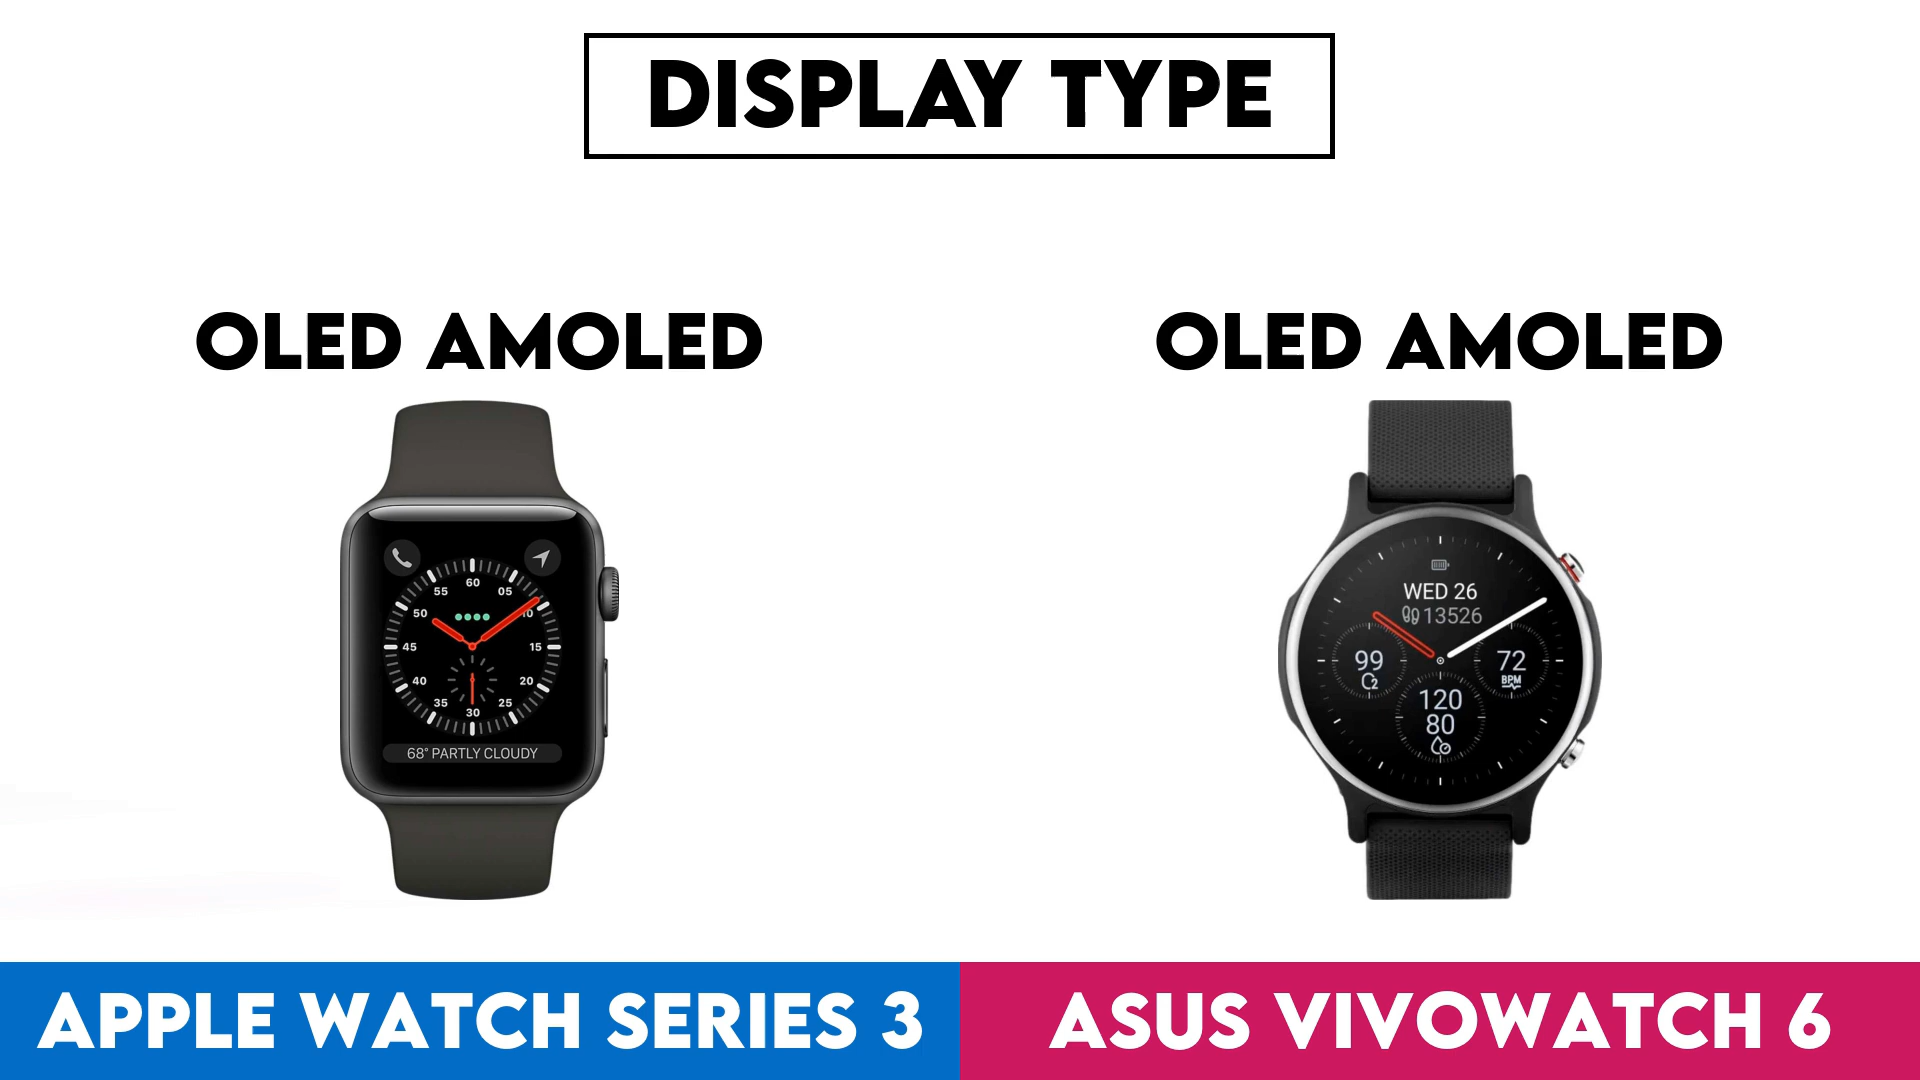 DISPLAY TYPE
OLED AMOLED
60
55 05
50 10
45 15
40 20
35 25
30
68° PARTLY CLOUDY
OLED AMOLED
WED 26
13526
99 72
BPM
120
80
APPLE WATCH SERIES 3
ASUS VIVOWATCH 6